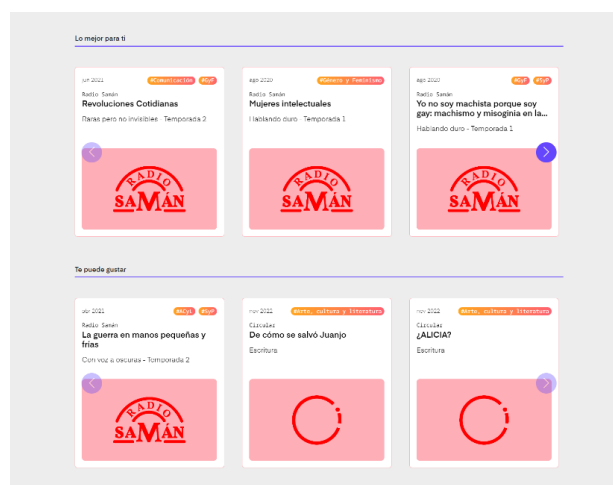 Lo mejor para ti
jun 2021 #Comunicación #GyF
Radio Samán
Revoluciones Cotidianas
Raras pero no invisibles - Temporada 2
RADIO
SAMÁN
ago 2020 #Género y Feminismo
Radio Samán
Mujeres intelectuales
Hablando duro - Temporada 1
RADIO
SAMÁN
ago 2020 #GyF #SyP
Radio Samán
Yo no soy machista porque soy
gay: machismo y misoginia en la...
Hablando duro - Temporada 1
RADIO
SAMÁN
Te puede gustar
abr 2021 #ACyL #SyP
Radio Samán
La guerra en manos pequeñas y
frías
Con voz a oscuras - Temporada 2
RADIO
SAMÁN
nov 2022 #Arte, cultura y literatura
Circular
De cómo se salvó Juanjo
Escritura
nov 2022 #Arte, cultura y literatura
Circular
¿ALICIA?
Escritura